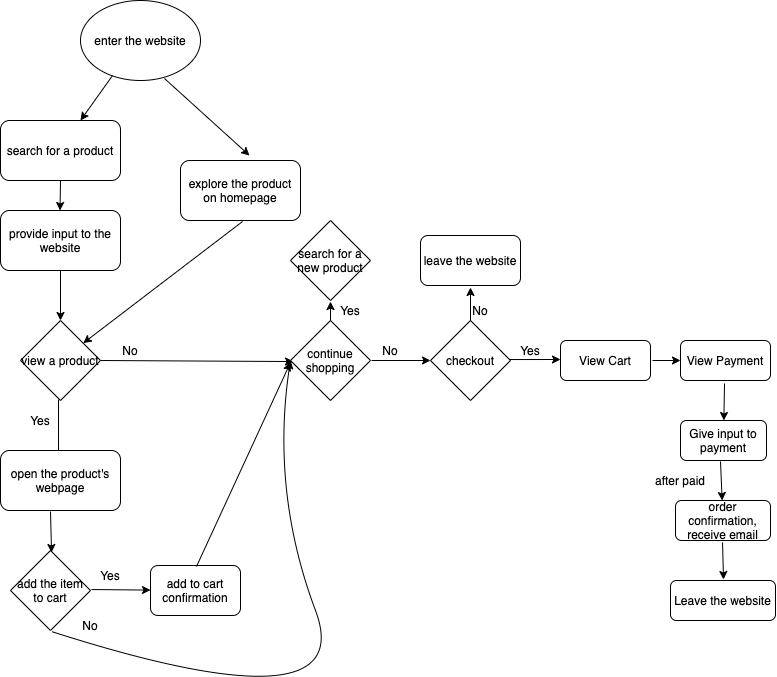 enter the website
search for a product
explore the product
on homepage
provide input to the
website
search for a
new product
leave the website
Yes
No
view a product
No
continue
shopping
No
checkout
Yes
View Cart
View Payment
Yes
Give input to
payment
open the product's
webpage
after paid
order
confirmation,
receive email
add the item
to cart
Yes
add to cart
confirmation
No
Leave the website